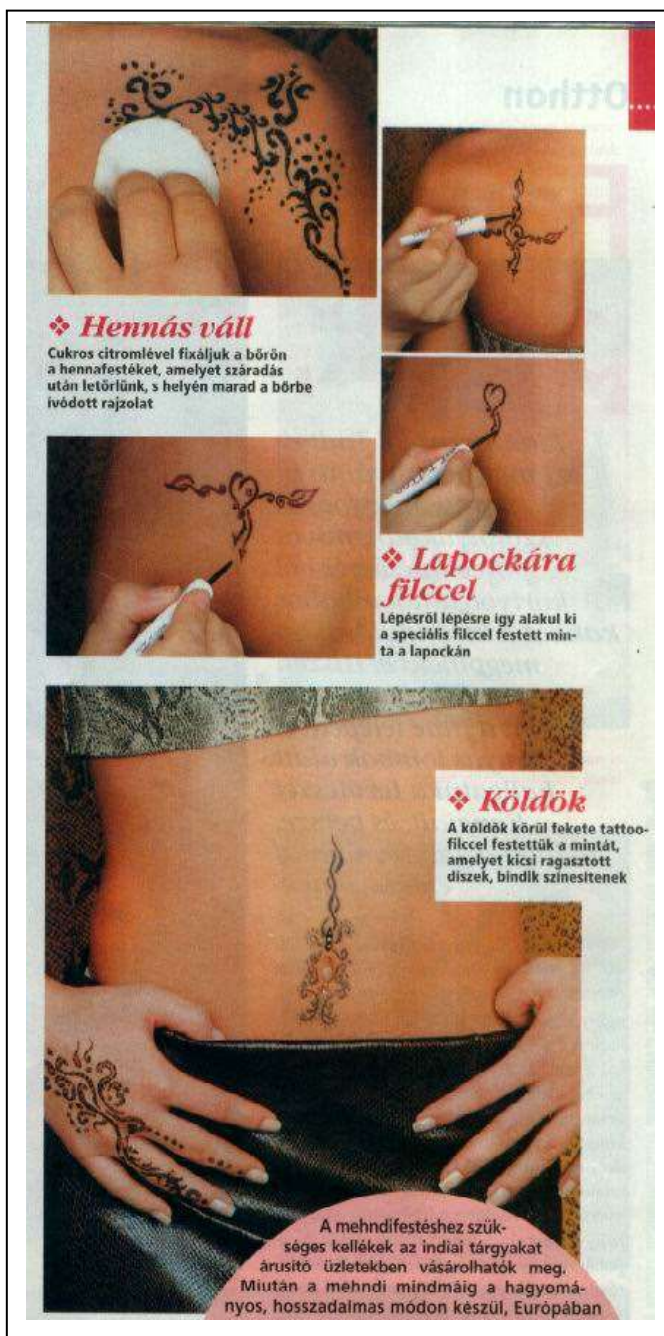 Otthon
❖ Hennás váll
Cukros citromlével fixáljuk a bőrön
a hennafestéket, amelyet száradás
után letörlünk, s helyén marad a bőrbe
ivódott rajzolat
❖ Lapockára
filccel
Lépésről lépésre így alakul ki
a speciális filccel festett min-
ta a lapockán
❖ Köldök
A köldök körül fekete tattoo-
filccel festettük a mintát,
amelyet kicsi ragasztott
díszek, bindik színesítenek
A mehndifestéshez szük-
séges kellékek az indiai tárgyakat
árusító üzletekben vásárolhatók meg.
Miután a mehndi mindmáig a hagyomá-
nyos, hosszadalmas módon készül, Európában